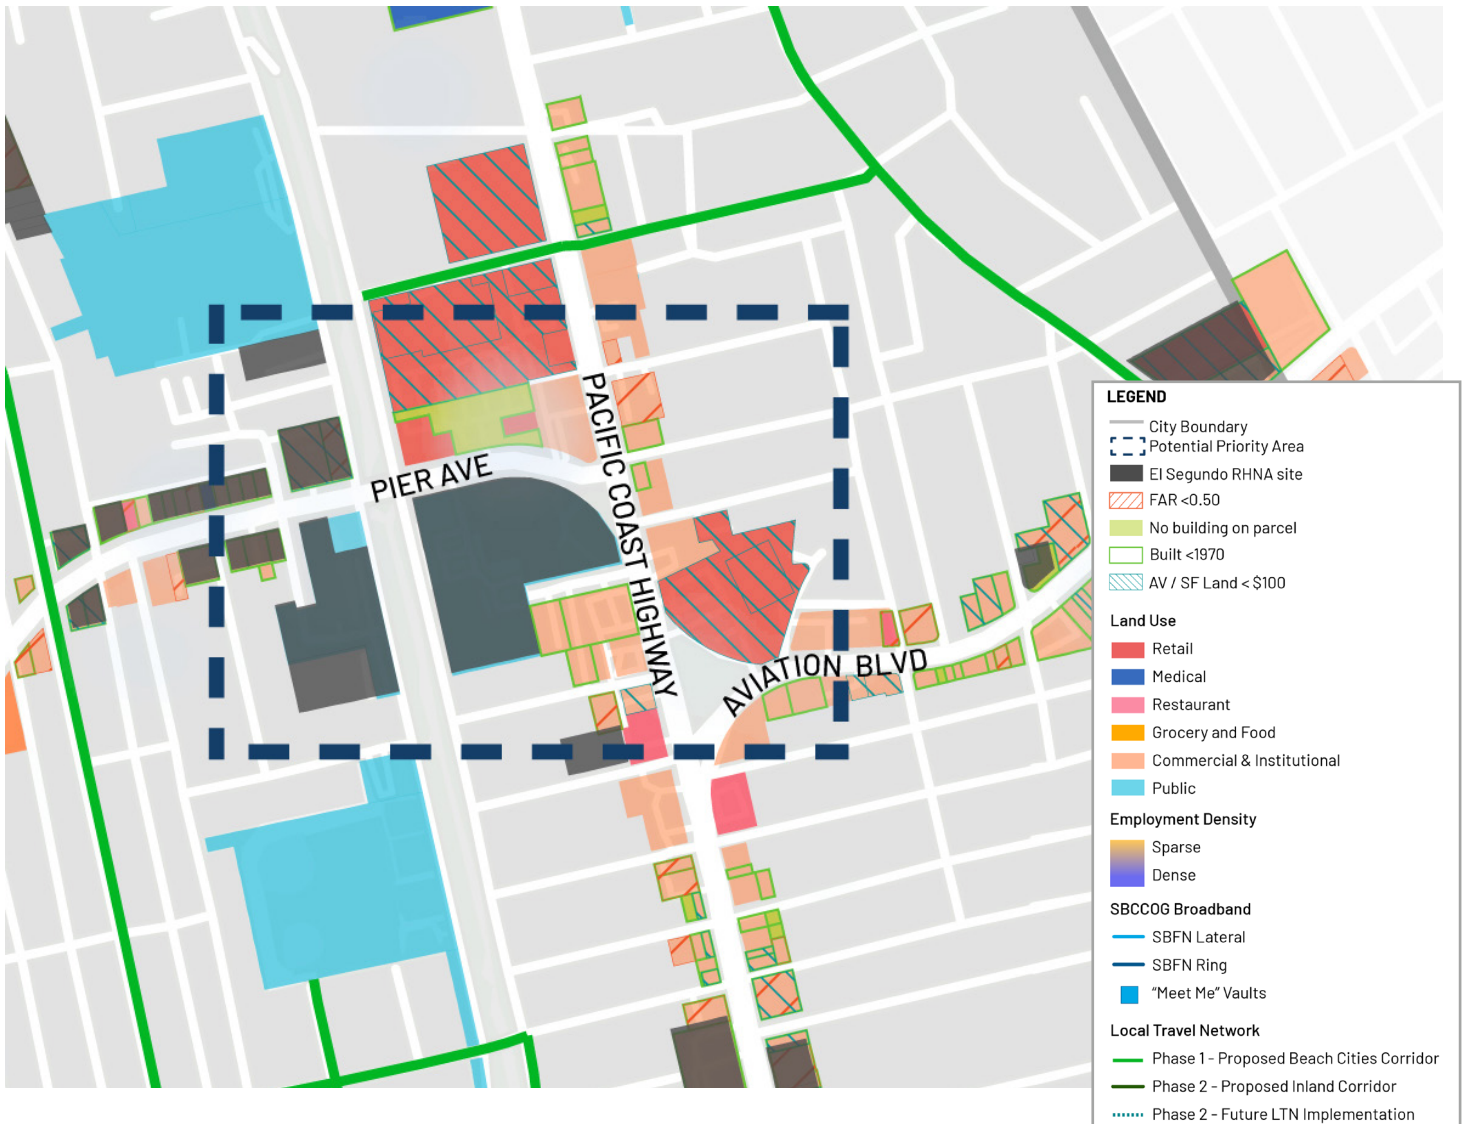 PIER AVE
PACIFIC COAST HIGHWAY
AVIATION BLVD
LEGEND
City Boundary
Potential Priority Area
El Segundo RHNA site
FAR <0.50
No building on parcel
Built <1970
AV / SF Land < $100
Land Use
Retail
Medical
Restaurant
Grocery and Food
Commercial & Institutional
Public
Employment Density
Sparse
Dense
SBCCOG Broadband
SBFN Lateral
SBFN Ring
“Meet Me” Vaults
Local Travel Network
Phase 1 - Proposed Beach Cities Corridor
Phase 2 - Proposed Inland Corridor
Phase 2 - Future LTN Implementation